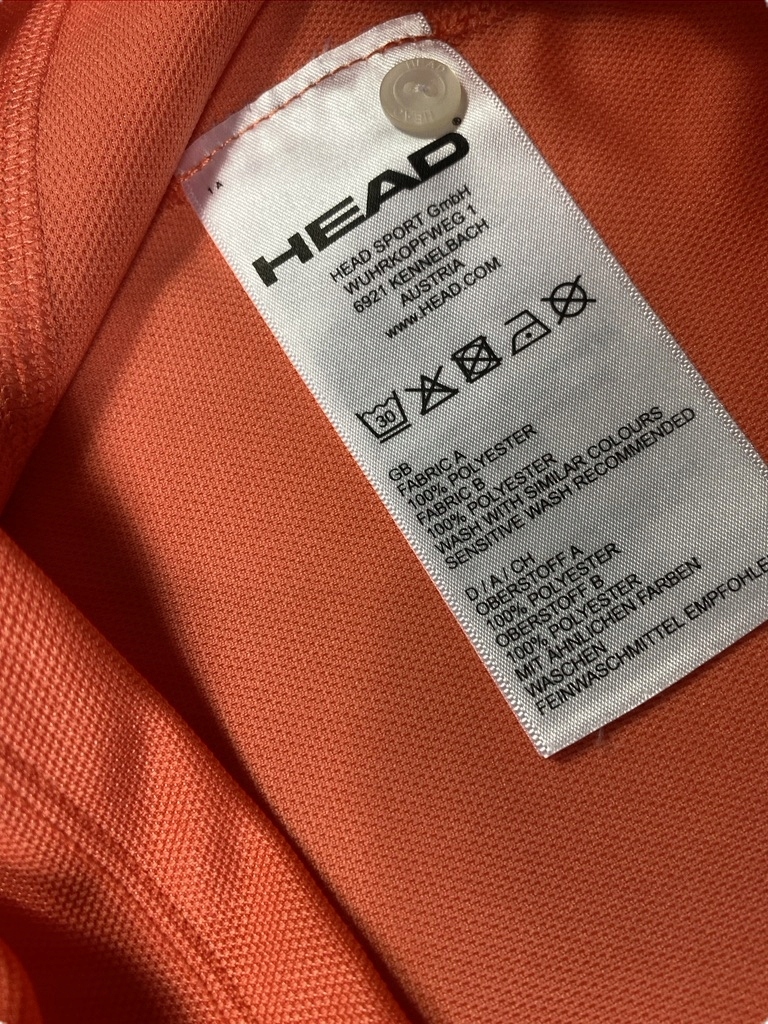 HEAD
1A
HEAD
HEAD SPORT GmbH
WUHRKOPFWEG 1
6921 KENNELBACH
AUSTRIA
www.HEAD.COM
30
GB
FABRIC A
100% POLYESTER
FABRIC B
100% POLYESTER
WASH WITH SIMILAR COLOURS
SENSITIVE WASH RECOMMENDED
D / A / CH
OBERSTOFF A
100% POLYESTER
OBERSTOFF B
100% POLYESTER
MIT ÄHNLICHEN FARBEN
WASCHEN
FEINWASCHMITTEL EMPFOHLE